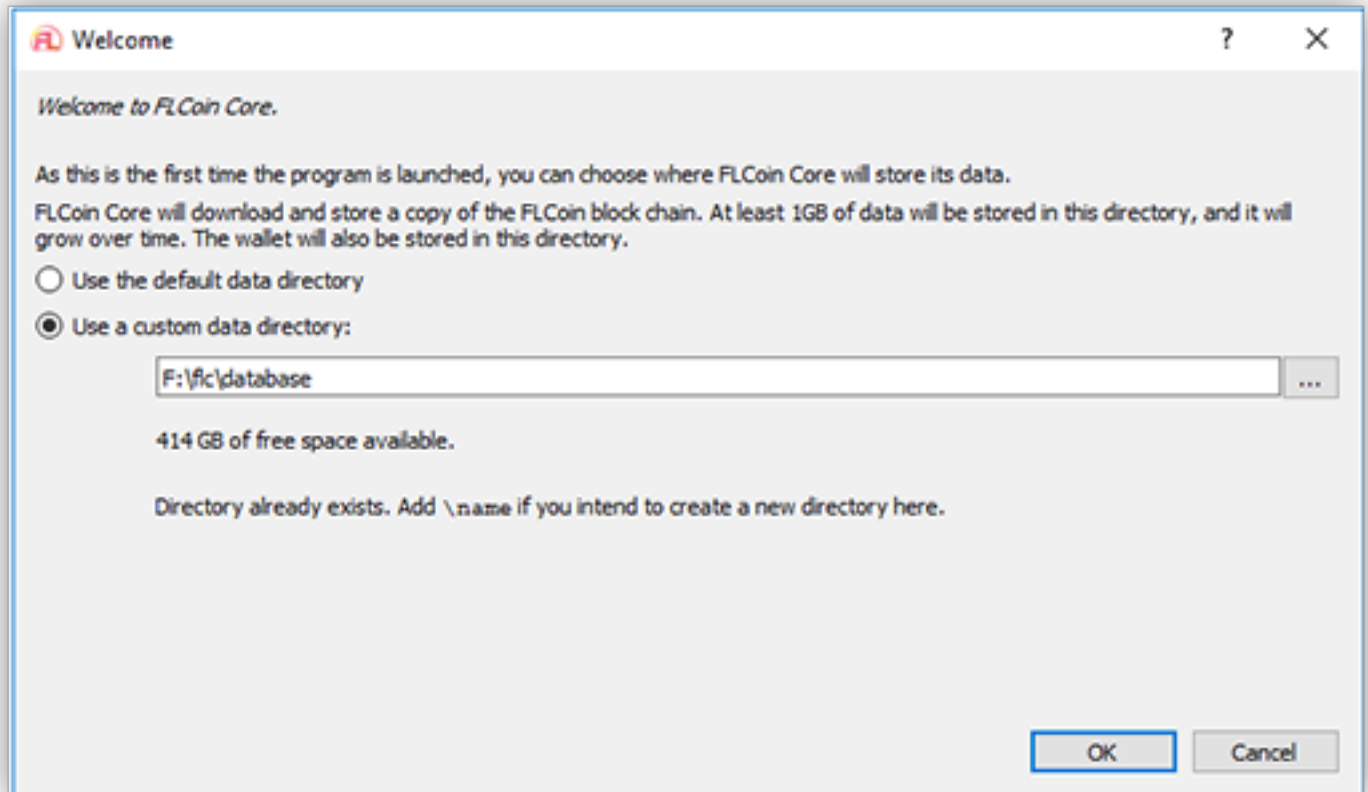 FL Welcome ? ×
Welcome to FLCoin Core.
As this is the first time the program is launched, you can choose where FLCoin Core will store its data.
FLCoin Core will download and store a copy of the FLCoin block chain. At least 1GB of data will be stored in this directory, and it will
grow over time. The wallet will also be stored in this directory.
Use the default data directory
Use a custom data directory:
F:\flc\database ...
414 GB of free space available.
Directory already exists. Add \name if you intend to create a new directory here.
OK Cancel